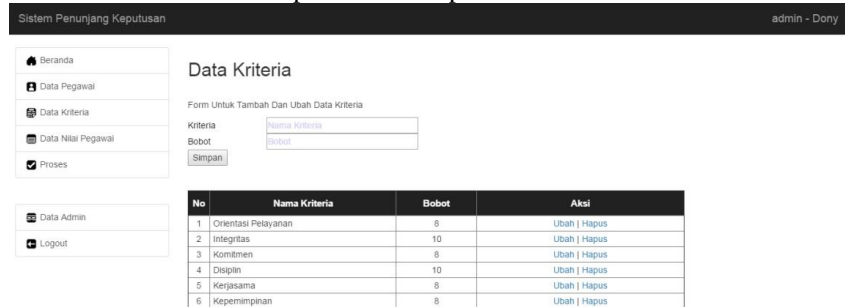 Sistem Penunjang Keputusan admin - Dony
Beranda
Data Pegawai
Data Kriteria
Data Nilai Pegawai
Proses
Data Admin
Logout
Data Kriteria
Form Untuk Tambah Dan Ubah Data Kriteria
Kriteria Nama Kriteria
Bobot Bobot
Simpan
No Nama Kriteria Bobot Aksi
1 Orientasi Pelayanan 8 Ubah | Hapus
2 Integritas 10 Ubah | Hapus
3 Komitmen 8 Ubah | Hapus
4 Disiplin 10 Ubah | Hapus
5 Kerjasama 8 Ubah | Hapus
6 Kepemimpinan 8 Ubah | Hapus